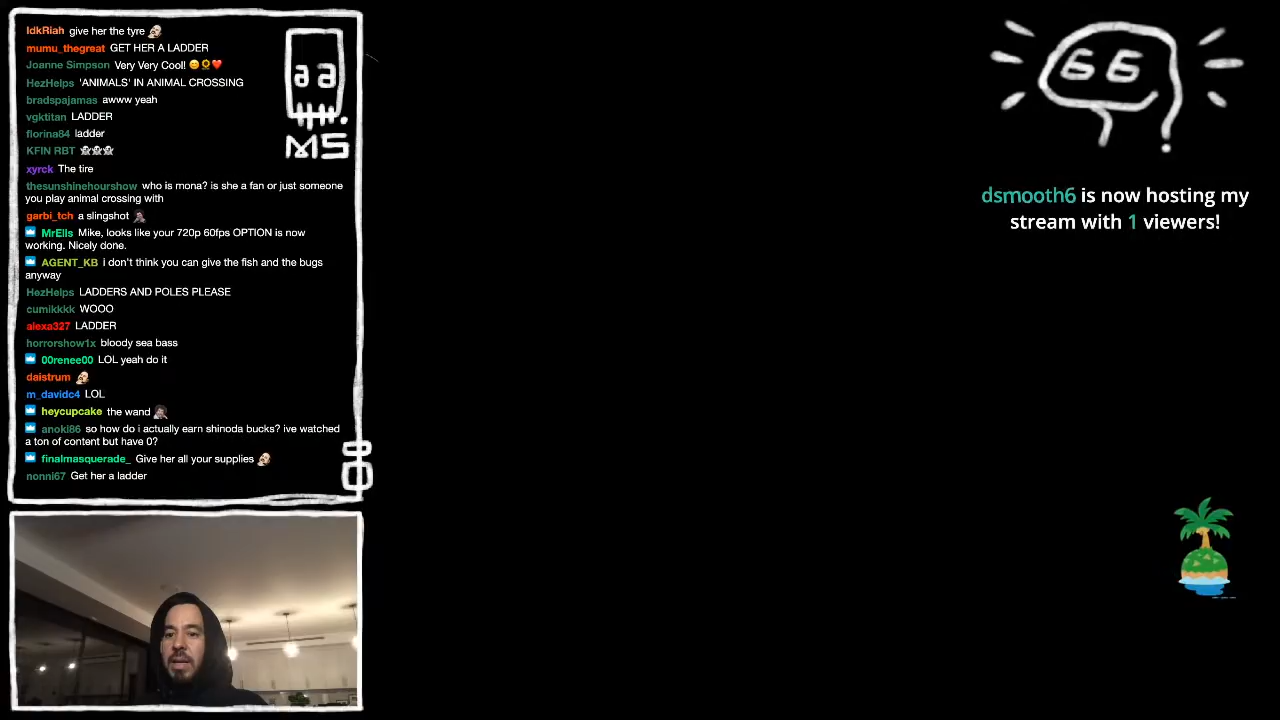 IdkRiah give her the tyre
mumu_thegreat GET HER A LADDER
Joanne Simpson Very Very Cool! 😊🌻❤️
HezHelps 'ANIMALS' IN ANIMAL CROSSING
bradspajamas awww yeah
vgktitan LADDER
florina84 ladder
KFIN RBT 👻👻👻
xyrck The tire
thesunshinehourshow who is mona? is she a fan or just someone
you play animal crossing with
garbi_tch a slingshot
MrElls Mike, looks like your 720p 60fps OPTION is now
working. Nicely done.
AGENT_KB i don't think you can give the fish and the bugs
anyway
HezHelps LADDERS AND POLES PLEASE
cumikkkk WOOO
alexa327 LADDER
horrorshow1x bloody sea bass
00renee00 LOL yeah do it
daistrum
m_davidc4 LOL
heycupcake the wand
anoki86 so how do i actually earn shinoda bucks? ive watched
a ton of content but have 0?
finalmasquerade_ Give her all your supplies
nonni67 Get her a ladder
MS
66
dsmooth6 is now hosting my
stream with 1 viewers!